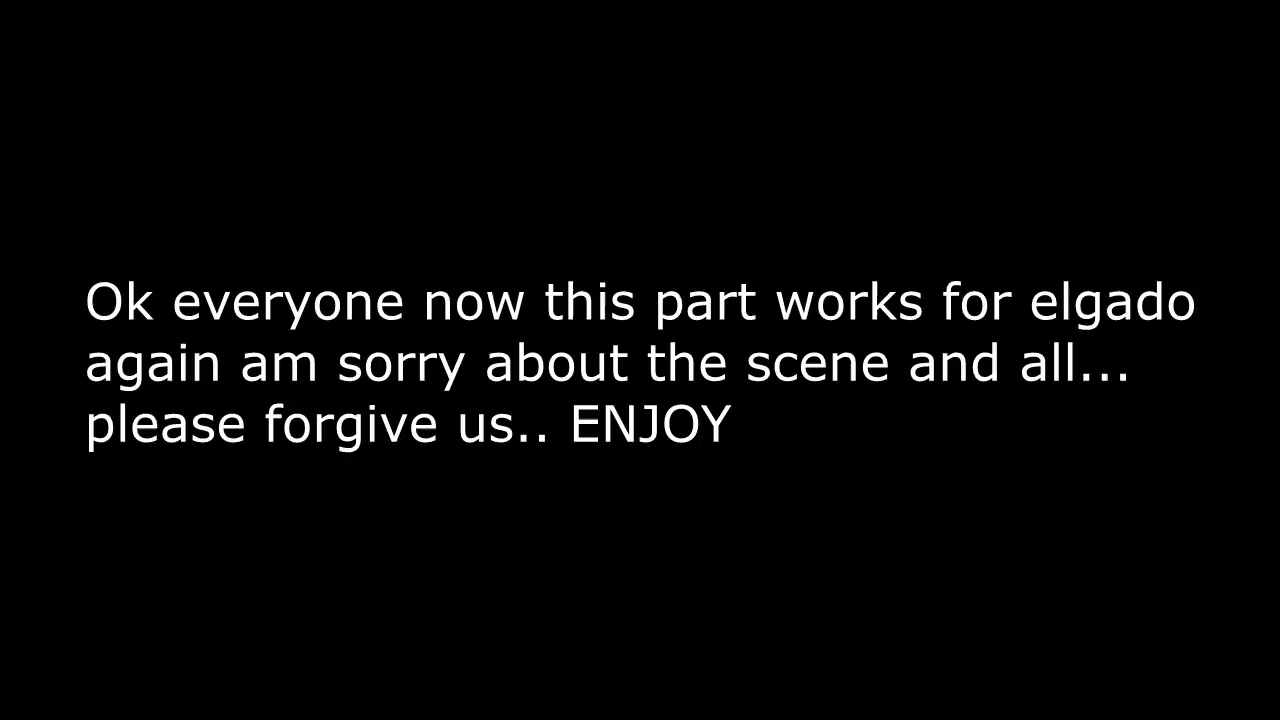 Ok everyone now this part works for elgado
again am sorry about the scene and all...
please forgive us.. ENJOY